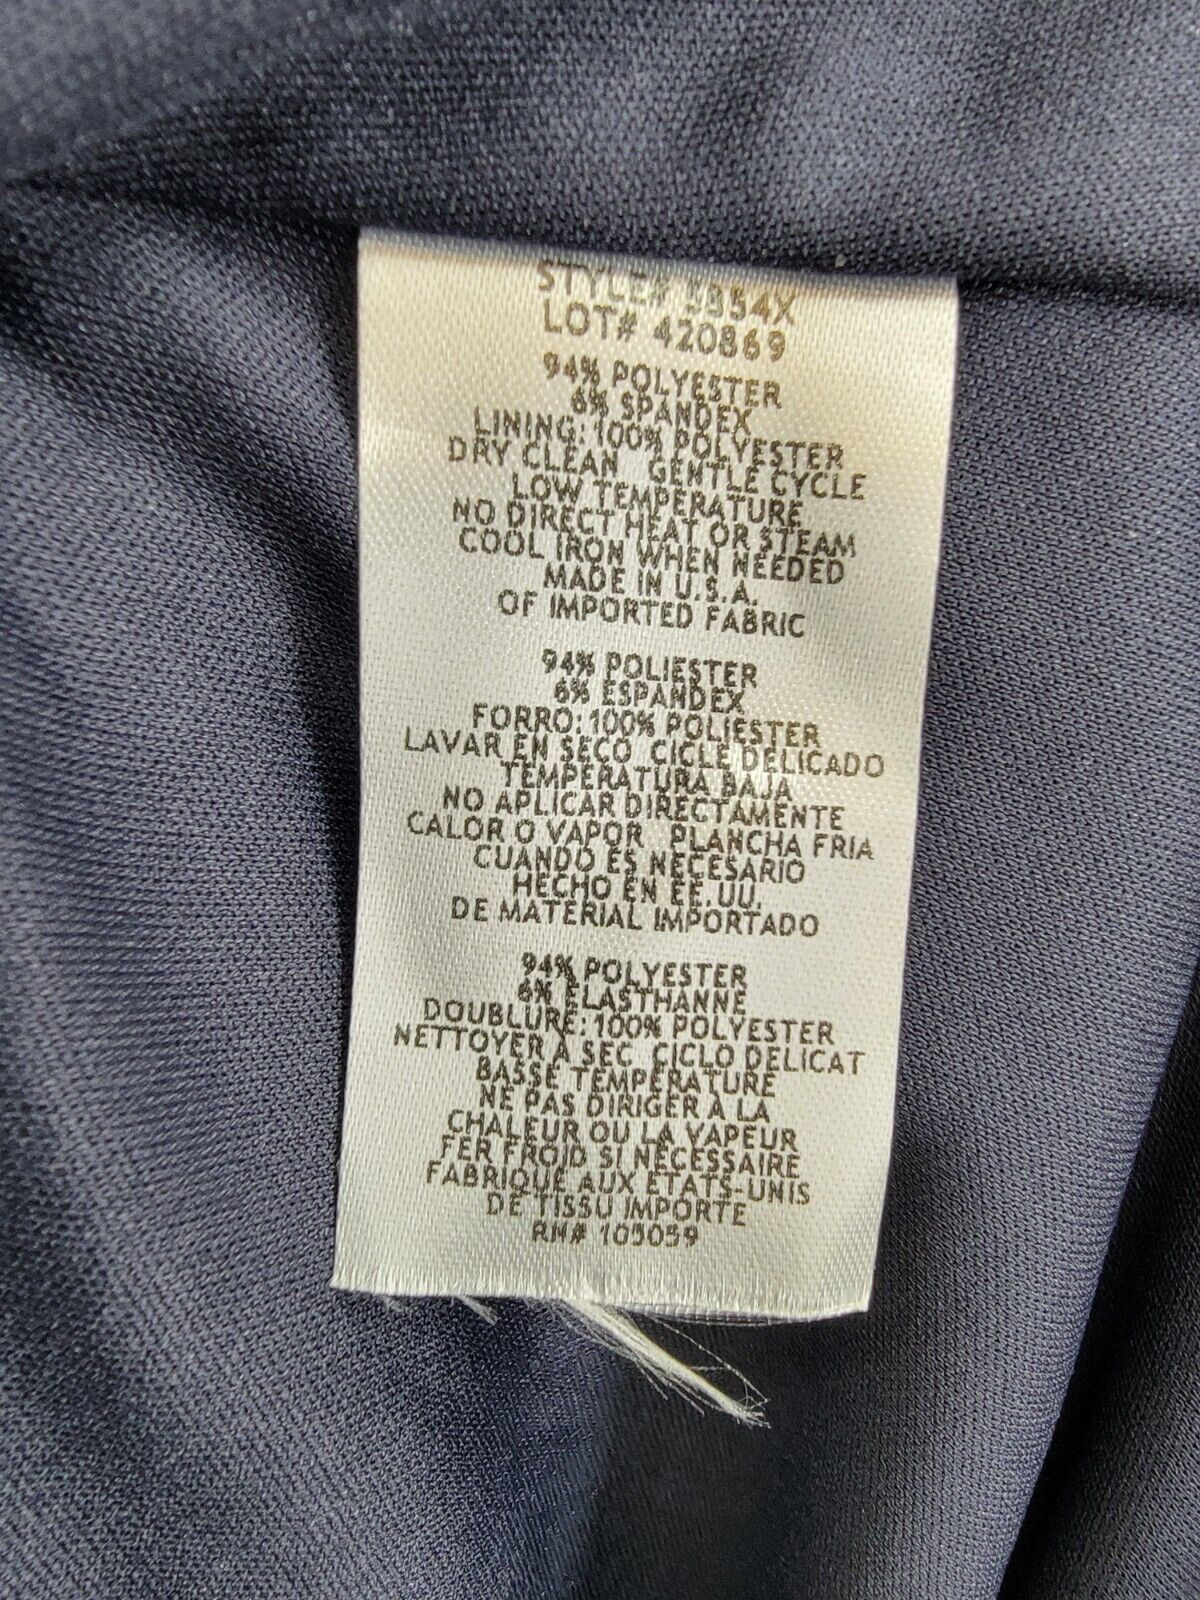 STYLE# 3B54X
LOT# 420869
94% POLYESTER
6% SPANDEX
LINING: 100% POLYESTER
DRY CLEAN GENTLE CYCLE
LOW TEMPERATURE
NO DIRECT HEAT OR STEAM
COOL IRON WHEN NEEDED
MADE IN U.S.A.
OF IMPORTED FABRIC
94% POLIESTER
6% ESPANDEX
FORRO: 100% POLIESTER
LAVAR EN SECO CICLE DELICADO
TEMPERATURA BAJA
NO APLICAR DIRECTAMENTE
CALOR O VAPOR PLANCHA FRIA
CUANDO ES NECESARIO
HECHO EN EE.UU.
DE MATERIAL IMPORTADO
94% POLYESTER
6% ELASTHANNE
DOUBLURE: 100% POLYESTER
NETTOYER A SEC CICLO DELICAT
BASSE TEMPERATURE
NE PAS DIRIGER A LA
CHALEUR OU LA VAPEUR
FER FROID SI NECESSAIRE
FABRIQUE AUX ETATS-UNIS
DE TISSU IMPORTE
RN# 105059